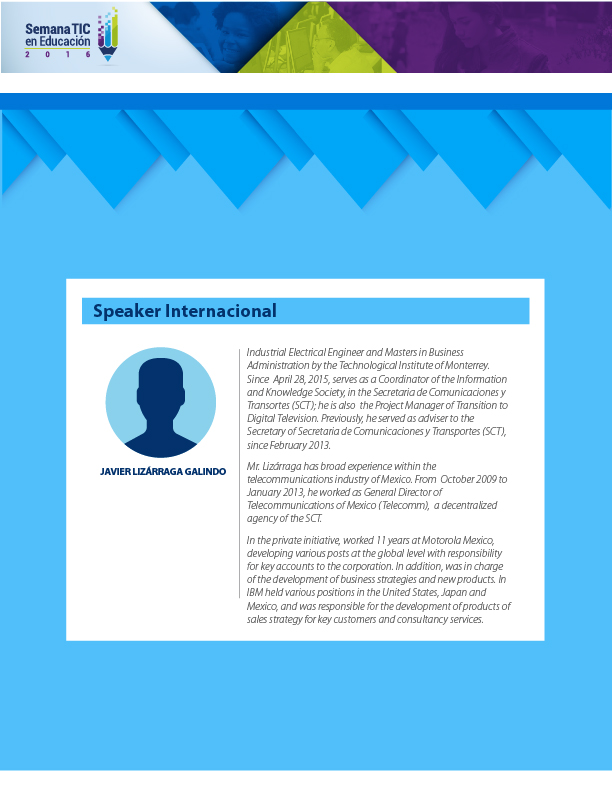 Semana TIC
en Educación
2 0 1 6
Speaker Internacional
Industrial Electrical Engineer and Masters in Business
Administration by the Technological Institute of Monterrey.
Since April 28, 2015, serves as a Coordinator of the Information
and Knowledge Society, in the Secretaria de Comunicaciones y
Transortes (SCT); he is also the Project Manager of Transition to
Digital Television. Previously, he served as adviser to the
Secretary of Secretaria de Comunicaciones y Transportes (SCT),
since February 2013.
JAVIER LIZÁRRAGA GALINDO
Mr. Lizárraga has broad experience within the
telecommunications industry of Mexico. From October 2009 to
January 2013, he worked as General Director of
Telecommunications of Mexico (Telecomm), a decentralized
agency of the SCT.
In the private initiative, worked 11 years at Motorola Mexico,
developing various posts at the global level with responsibility
for key accounts to the corporation. In addition, was in charge
of the development of business strategies and new products. In
IBM held various positions in the United States, Japan and
Mexico, and was responsible for the development of products of
sales strategy for key customers and consultancy services.